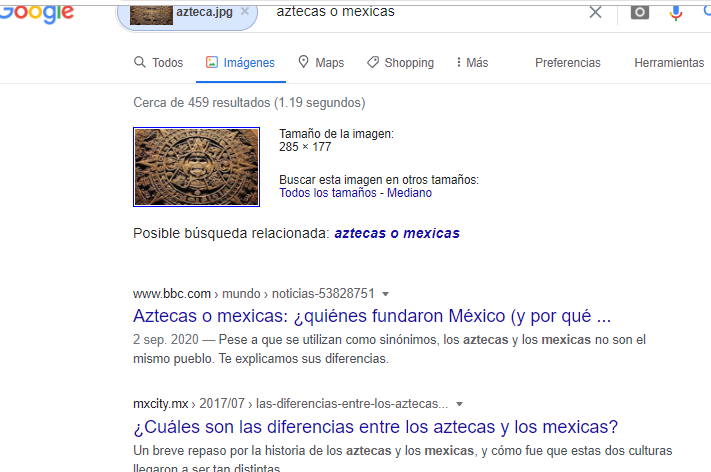 Google azteca.jpg × aztecas o mexicas
Todos Imágenes Maps Shopping Más Preferencias Herramientas
Cerca de 459 resultados (1.19 segundos)
Tamaño de la imagen:
285 × 177
Buscar esta imagen en otros tamaños:
Todos los tamaños - Mediano
Posible búsqueda relacionada: aztecas o mexicas
www.bbc.com › mundo › noticias-53828751
Aztecas o mexicas: ¿quiénes fundaron México (y por qué ...
2 sep. 2020 — Pese a que se utilizan como sinónimos, los aztecas y los mexicas no son el
mismo pueblo. Te explicamos sus diferencias.
mxcity.mx › 2017/07 › las-diferencias-entre-los-aztecas...
¿Cuáles son las diferencias entre los aztecas y los mexicas?
Un breve repaso por la historia de los aztecas y los mexicas, y cómo fue que estas dos culturas
llegaron a ser tan distintas